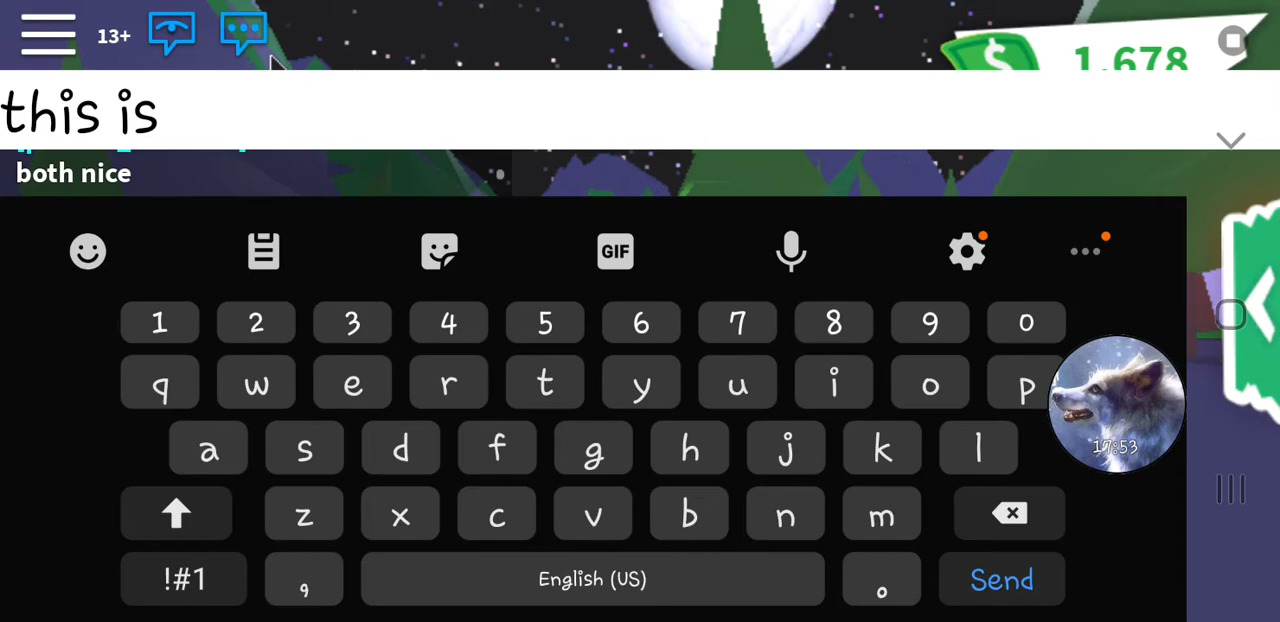 13+
1,678
this is
both nice
GIF
1 2 3 4 5 6 7 8 9 0
q w e r t y u i o p
17:53
a s d f g h j k l
z x c v b n m
!#1 , English (US) . Send